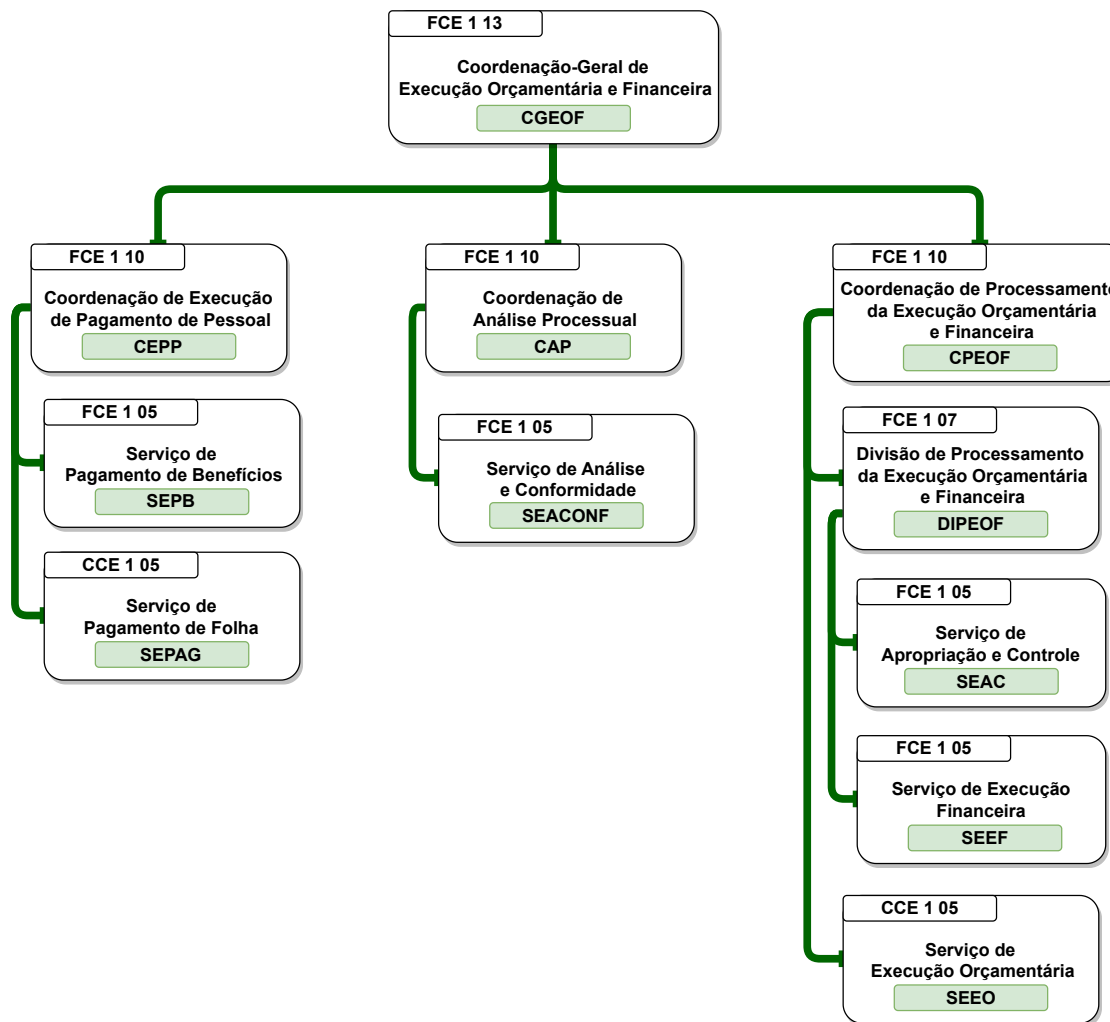 FCE 1 13
Coordenação-Geral de
Execução Orçamentária e Financeira
CGEOF
FCE 1 10
Coordenação de Execução
de Pagamento de Pessoal
CEPP
FCE 1 05
Serviço de
Pagamento de Benefícios
SEPB
CCE 1 05
Serviço de
Pagamento de Folha
SEPAG
FCE 1 10
Coordenação de
Análise Processual
CAP
FCE 1 05
Serviço de Análise
e Conformidade
SEACONF
FCE 1 10
Coordenação de Processamento
da Execução Orçamentária
e Financeira
CPEOF
FCE 1 07
Divisão de Processamento
da Execução Orçamentária
e Financeira
DIPEOF
FCE 1 05
Serviço de
Apropriação e Controle
SEAC
FCE 1 05
Serviço de Execução
Financeira
SEEF
CCE 1 05
Serviço de
Execução Orçamentária
SEEO